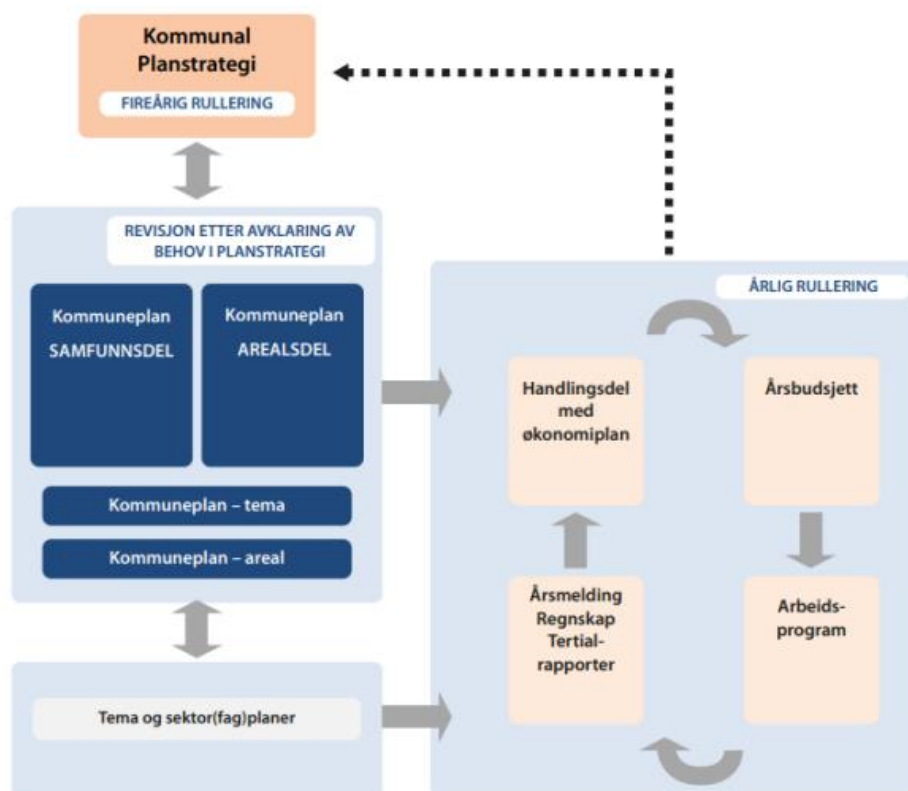 Kommunal
Planstrategi
FIREÅRIG RULLERING
REVISJON ETTER AVKLARING AV
BEHOV I PLANSTRATEGI
Kommuneplan
SAMFUNNSDEL
Kommuneplan
AREALSDEL
Kommuneplan – tema
Kommuneplan – areal
Tema og sektor(fag)planer
ÅRLIG RULLERING
Handlingsdel
med
økonomiplan
Årsbudsjett
Årsmelding
Regnskap
Tertial-
rapporter
Arbeids-
program